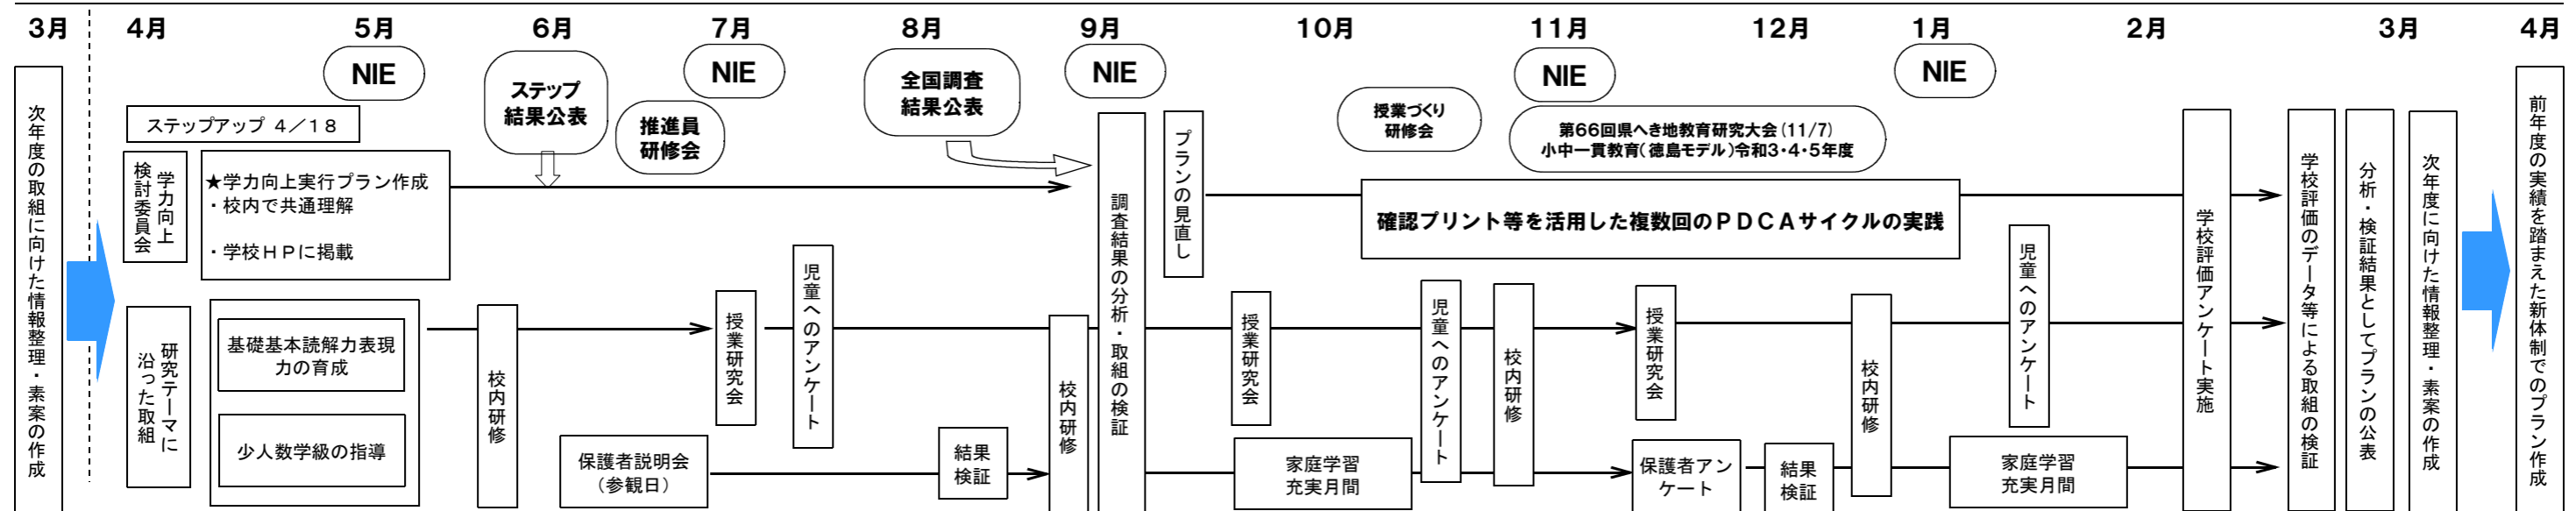 3月
4月
5月
6月
7月
8月
9月
10月
11月
12月
1月
2月
3月
4月
NIE
NIE
NIE
NIE
NIE
ステップ
結果公表
推進員
研修会
全国調査
結果公表
授業づくり
研修会
第66回県へき地教育研究大会(11/7)
小中一貫教育(徳島モデル)令和3・4・5年度
次年度の取組に向けた情報整理・素案の作成
ステップアップ 4/18
学力向上
検討委員会
★学力向上実行プラン作成
・校内で共通理解
・学校HPに掲載
研究テーマに
沿った取組
基礎基本読解力表現
力の育成
少人数学級の指導
校内研修
保護者説明会
(参観日)
授業研究会
児童へのアンケート
結果
検証
校内研修
調査結果の分析・取組の検証
プランの見直し
確認プリント等を活用した複数回のPDCAサイクルの実践
授業研究会
家庭学習
充実月間
児童へのアンケート
校内研修
授業研究会
保護者アン
ケート
結果
検証
校内研修
家庭学習
充実月間
児童へのアンケート
学校評価アンケート実施
学校評価のデータ等による取組の検証
分析・検証結果としてプランの公表
次年度に向けた情報整理・素案の作成
前年度の実績を踏まえた新体制でのプラン作成